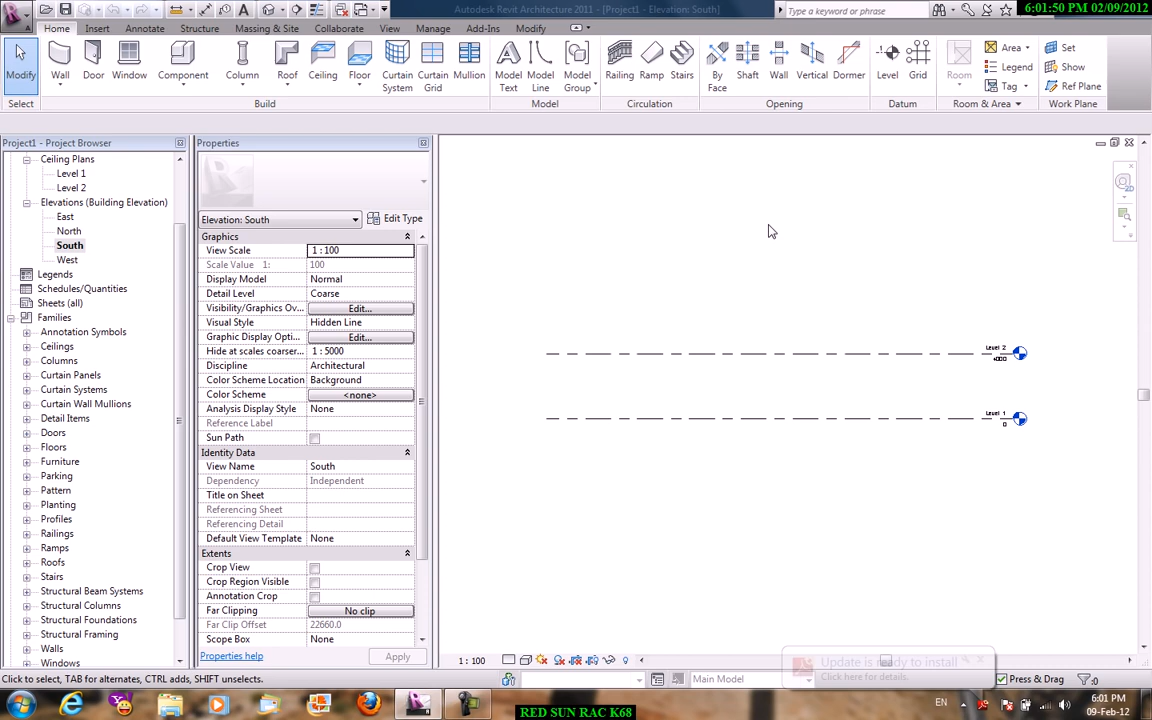 Autodesk Revit Architecture 2011 - [Project1 - Elevation: South]
Type a keyword or phrase
6:01:50 PM 02/09/2012
Home Insert Annotate Structure Massing & Site Collaborate View Manage Add-Ins Modify
Modify Wall Door Window Component Column Roof Ceiling Floor Curtain System Curtain Grid Mullion Model Text Model Line Model Group Railing Ramp Stairs By Face Shaft Wall Vertical Dormer Level Grid Room
Area Set
Legend Show
Tag Ref Plane
Select Build Model Circulation Opening Datum Room & Area Work Plane
Project1 - Project Browser
Ceiling Plans
Level 1
Level 2
Elevations (Building Elevation)
East
North
South
West
Legends
Schedules/Quantities
Sheets (all)
Families
Annotation Symbols
Ceilings
Columns
Curtain Panels
Curtain Systems
Curtain Wall Mullions
Detail Items
Doors
Floors
Furniture
Parking
Pattern
Planting
Profiles
Railings
Ramps
Roofs
Stairs
Structural Beam Systems
Structural Columns
Structural Foundations
Structural Framing
Walls
Windows
Properties
Elevation: South Edit Type
Graphics
View Scale 1 : 100
Scale Value 1: 100
Display Model Normal
Detail Level Coarse
Visibility/Graphics Ov... Edit...
Visual Style Hidden Line
Graphic Display Opti... Edit...
Hide at scales coarser... 1 : 5000
Discipline Architectural
Color Scheme Location Background
Color Scheme <none>
Analysis Display Style None
Reference Label
Sun Path
Identity Data
View Name South
Dependency Independent
Title on Sheet
Referencing Sheet
Referencing Detail
Default View Template None
Extents
Crop View
Crop Region Visible
Annotation Crop
Far Clipping No clip
Far Clip Offset 22660.0
Scope Box None
Properties help Apply
2D
Level 2
4000
Level 1
0
1 : 100
Update is ready to install
Click here for details.
Click to select, TAB for alternates, CTRL adds, SHIFT unselects.
Main Model
Press & Drag
:0
EN
6:01 PM
09-Feb-12
RED SUN RAC K68